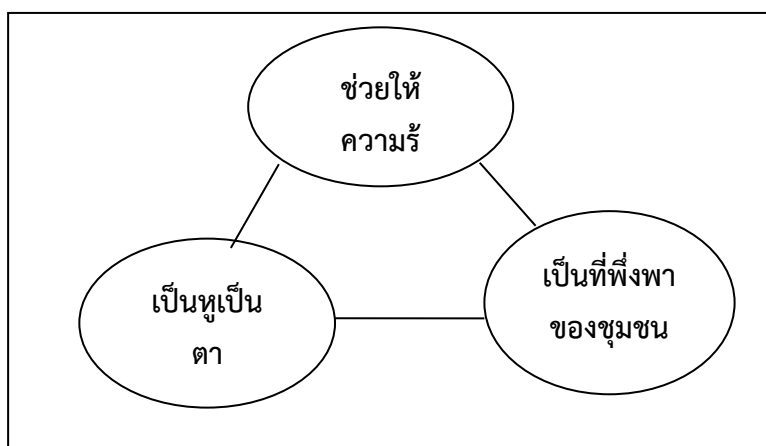 ช่วยให้
ความร้
เป็นหูเป็น
ตา
เป็นที่พึ่งพา
ของชุมชน